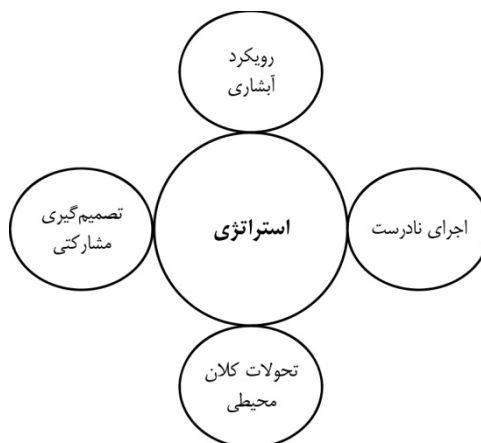 رویکرد
آبشاری
اجرای نادرست
استراتژی
تصمیم‌گیری
مشارکتی
تحولات کلان
محیطی